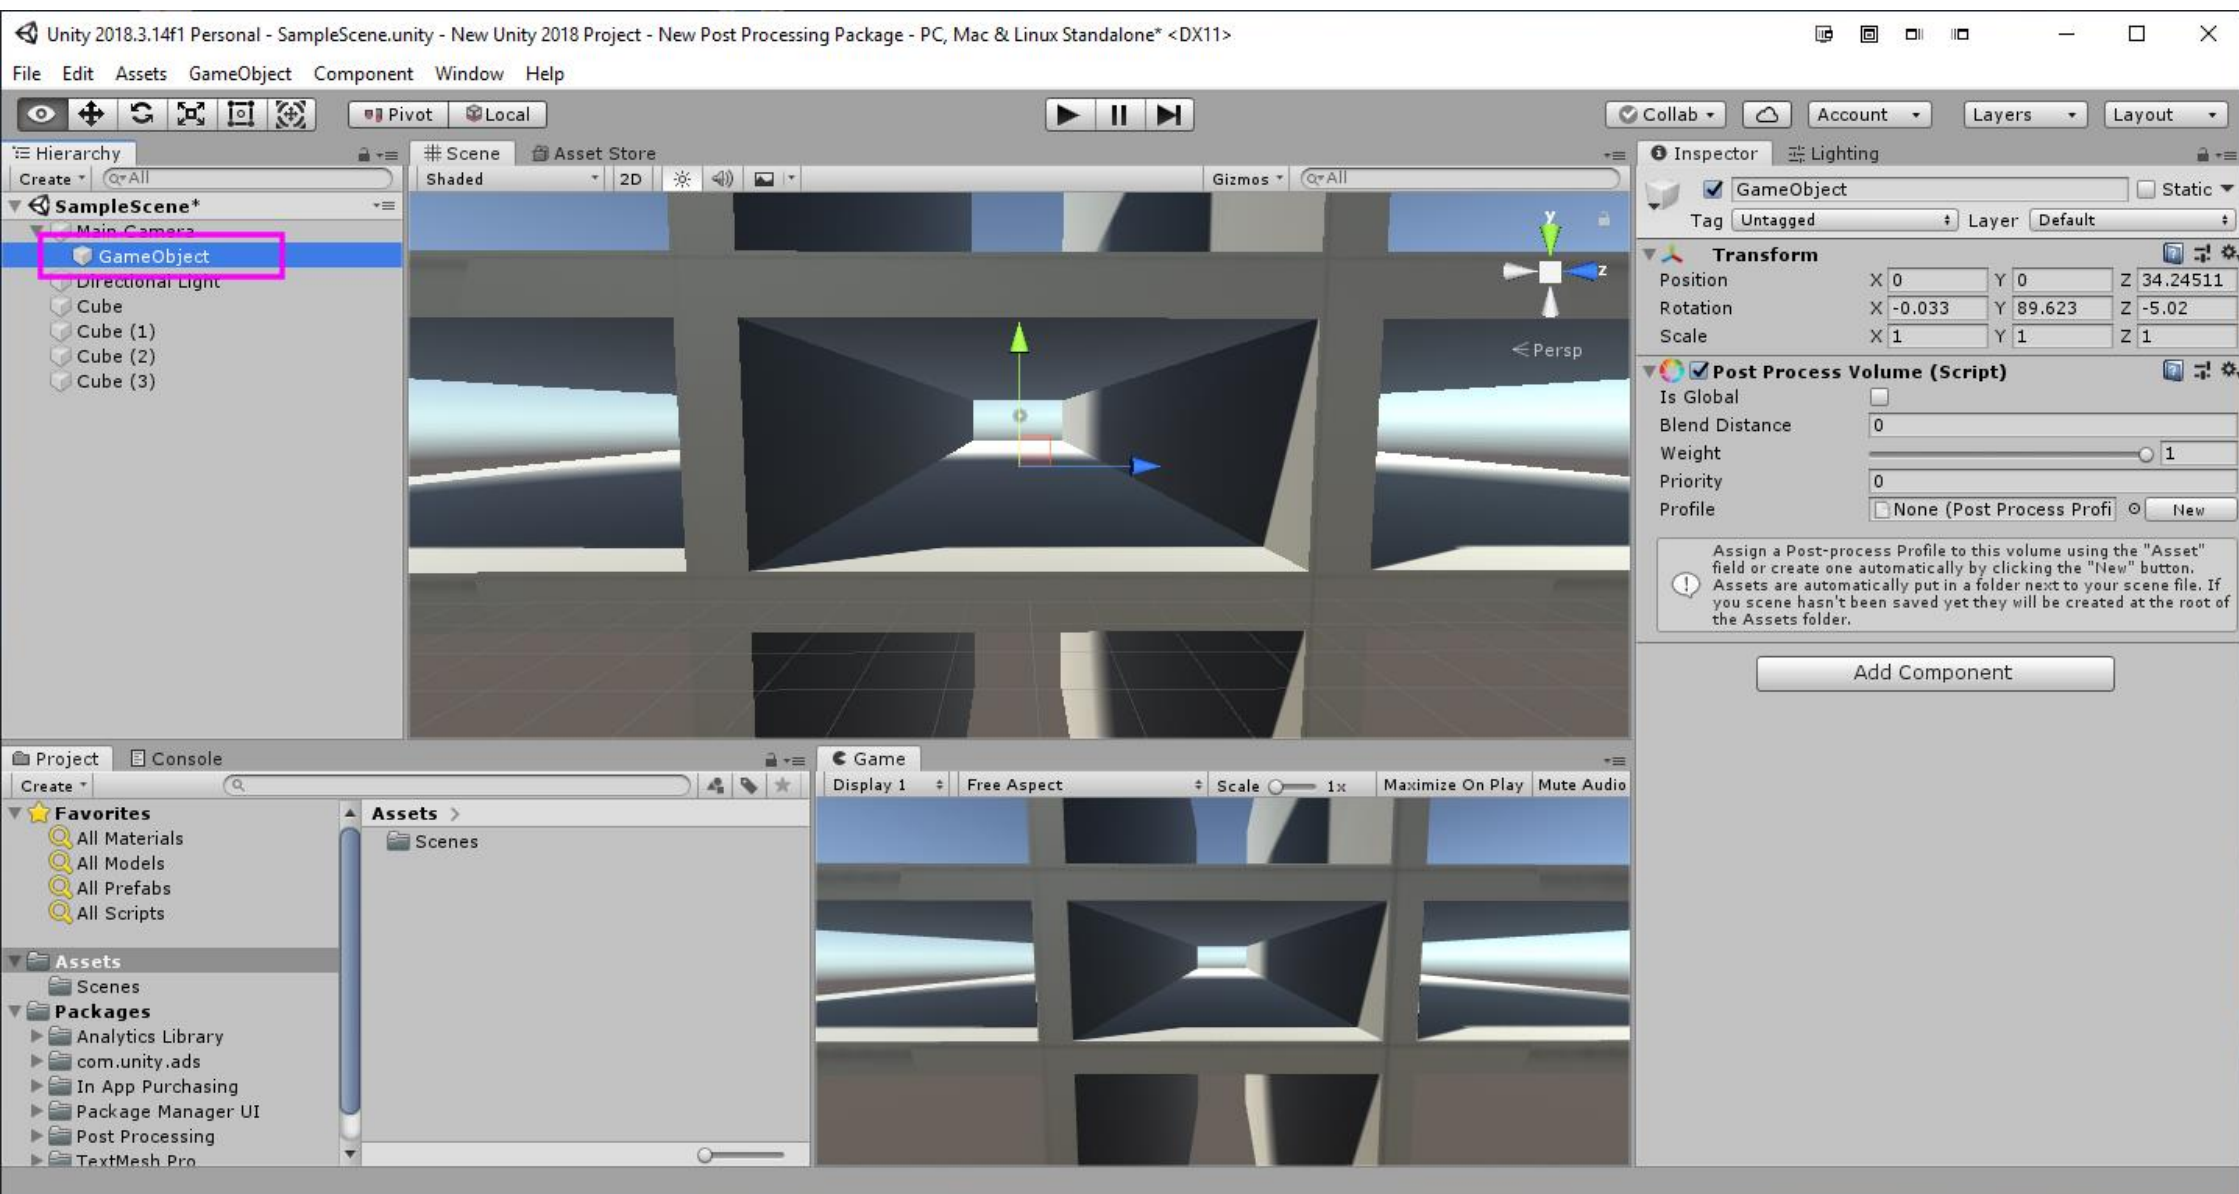 Unity 2018.3.14f1 Personal - SampleScene.unity - New Unity 2018 Project - New Post Processing Package - PC, Mac & Linux Standalone* <DX11>
File Edit Assets GameObject Component Window Help
Pivot Local Collab Account Layers Layout
Hierarchy
Create All
SampleScene*
Main Camera
GameObject
Directional Light
Cube
Cube (1)
Cube (2)
Cube (3)
Scene Asset Store
Shaded 2D Gizmos All
y
z
Persp
Inspector Lighting
GameObject Static
Tag Untagged Layer Default
Transform
Position X 0 Y 0 Z 34.24511
Rotation X -0.033 Y 89.623 Z -5.02
Scale X 1 Y 1 Z 1
Post Process Volume (Script)
Is Global
Blend Distance 0
Weight 1
Priority 0
Profile None (Post Process Profi New
Assign a Post-process Profile to this volume using the "Asset"
field or create one automatically by clicking the "New" button.
Assets are automatically put in a folder next to your scene file. If
you scene hasn't been saved yet they will be created at the root of
the Assets folder.
Add Component
Project Console
Create
Favorites
All Materials
All Models
All Prefabs
All Scripts
Assets
Scenes
Packages
Analytics Library
com.unity.ads
In App Purchasing
Package Manager UI
Post Processing
TextMesh Pro
Assets >
Scenes
Game
Display 1 Free Aspect Scale 1x Maximize On Play Mute Audio